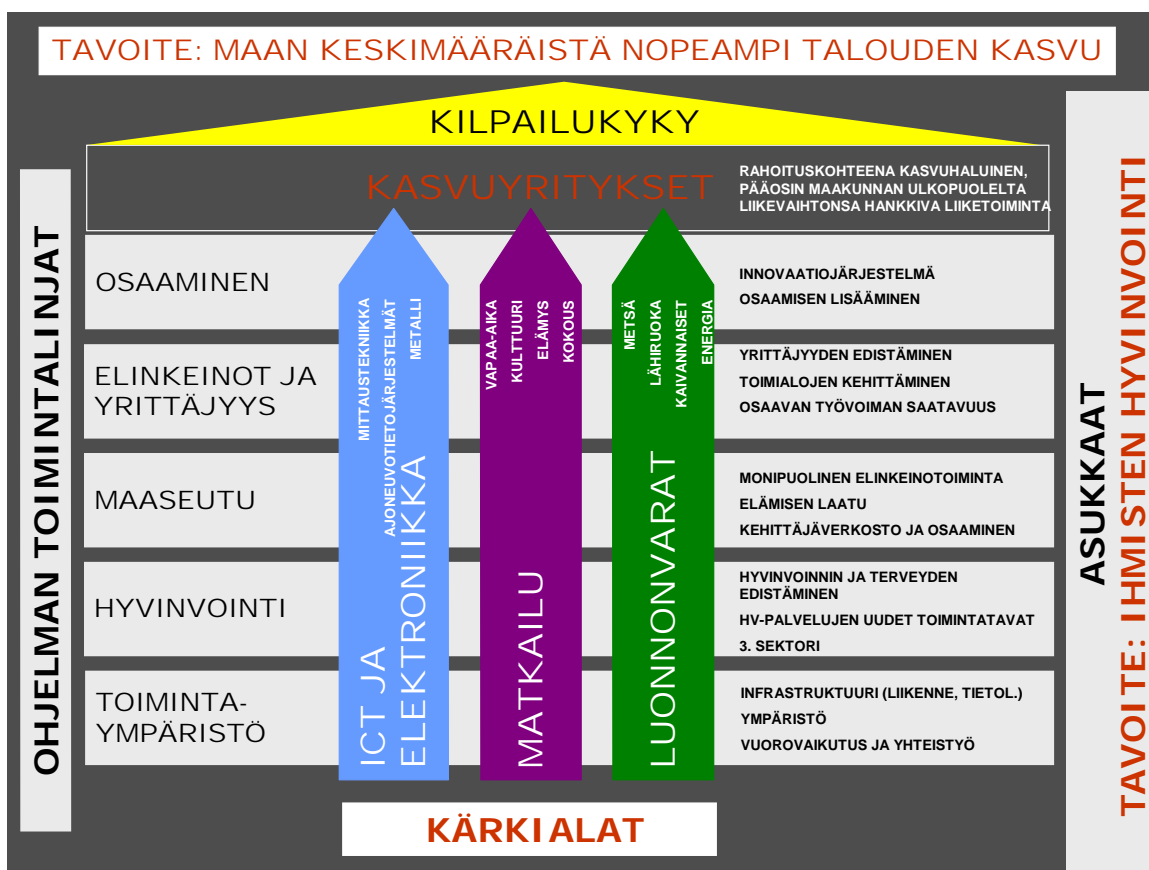 TAVOITE: MAAN KESKIMÄÄRÄISTÄ NOPEAMPI TALOUDEN KASVU
KILPAILUKYKY
KASVUYRITYKSET
RAHOITUSKOHTEENA KASVUHALUINEN,
PÄÄOSIN MAAKUNNAN ULKOPUOLELTA
LIIKEVAIHTONSA HANKKIVA LIIKETOIMINTA
OHJELMAN TOIMINTALINJAT
OSAAMINEN
INNOVAATIOJÄRJESTELMÄ
OSAAMISEN LISÄÄMINEN
ELINKEINOT JA
YRITTÄJYYS
YRITTÄJYYDEN EDISTÄMINEN
TOIMIALOJEN KEHITTÄMINEN
OSAAVAN TYÖVOIMAN SAATAVUUS
MAASEUTU
MONIPUOLINEN ELINKEINOTOIMINTA
ELÄMISEN LAATU
KEHITTÄJÄVERKOSTO JA OSAAMINEN
HYVINVOINTI
HYVINVOINNIN JA TERVEYDEN
EDISTÄMINEN
HV-PALVELUJEN UUDET TOIMINTATAVAT
3. SEKTORI
TOIMINTA-
YMPÄRISTÖ
INFRASTRUKTUURI (LIIKENNE, TIETOL.)
YMPÄRISTÖ
VUOROVAIKUTUS JA YHTEISTYÖ
MITTAUSTEKNIIKKA
AJONEUVOTIETOJÄRJESTELMÄT
METALLI
ICT JA
ELEKTRONIIKKA
VAPAA-AIKA
KULTTUURI
ELÄMYS
KOKOUS
MATKAILU
METSÄ
LÄHIRUOKA
KAIVANNAISET
ENERGIA
LUONNONVARAT
KÄRKIALAT
ASUKKAAT
TAVOITE: IHMISTEN HYVINVOINTI